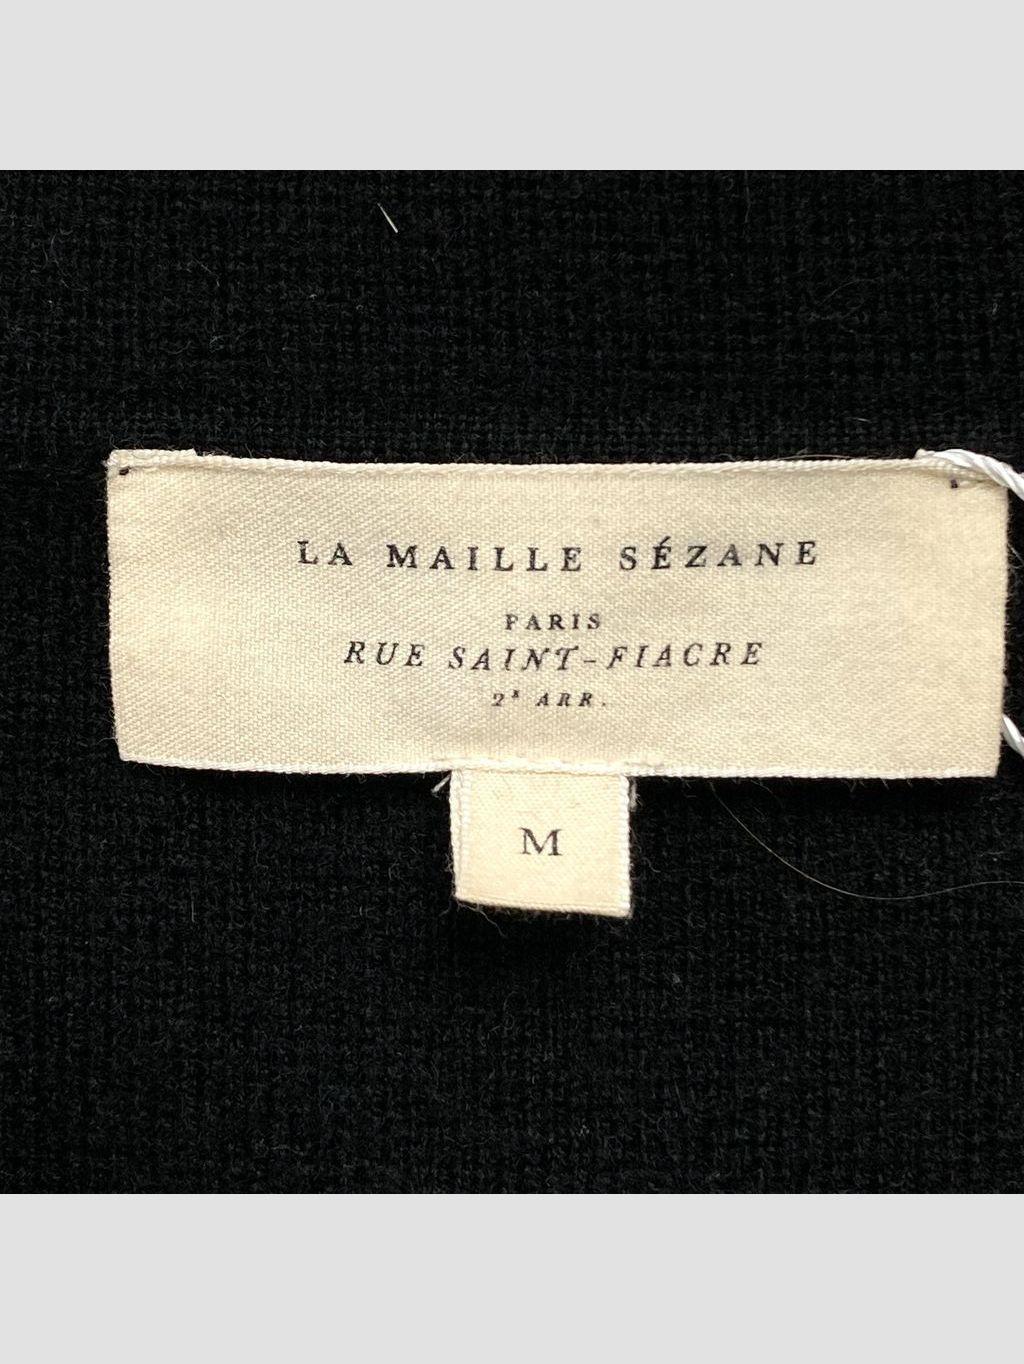 LA MAILLE SÉZANE
PARIS
RUE SAINT-FIACRE
2ᴱ ARR.
M